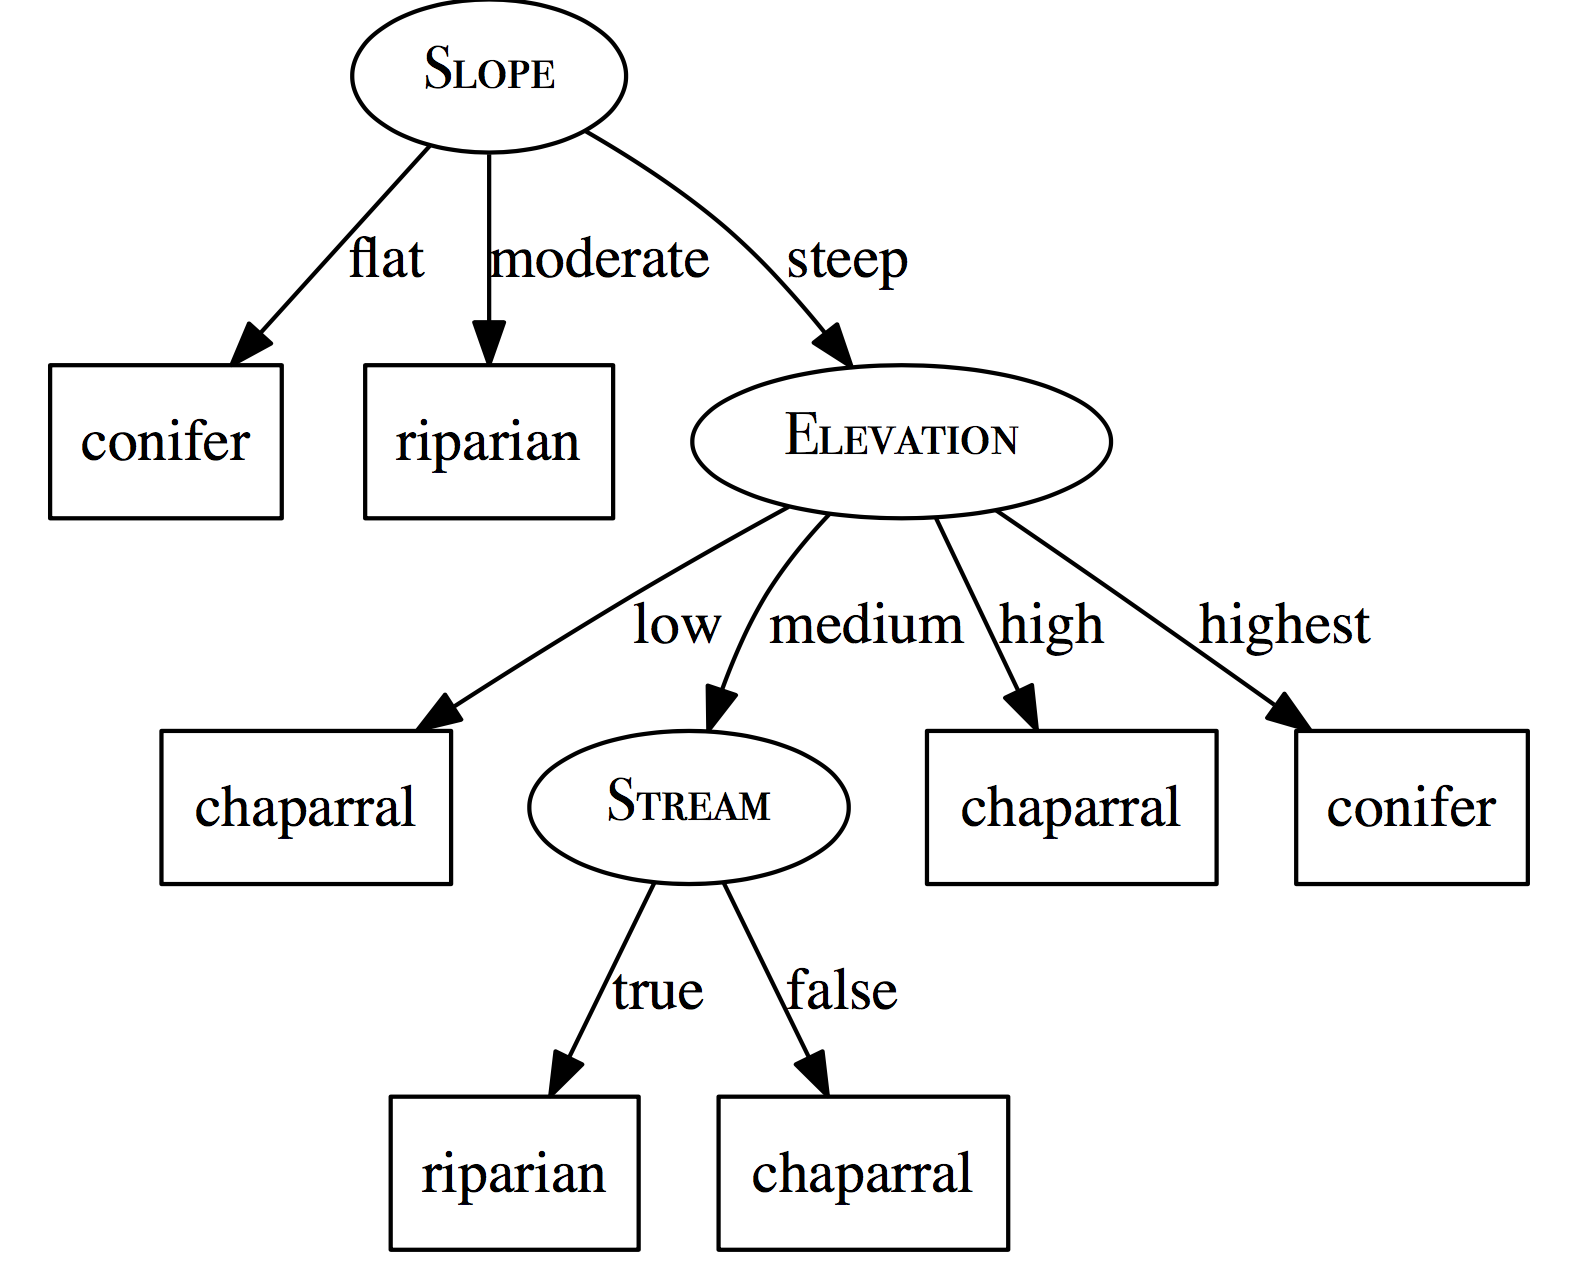 SLOPE
flat
moderate
steep
conifer
riparian
ELEVATION
low
medium
high
highest
chaparral
STREAM
chaparral
conifer
true
false
riparian
chaparral